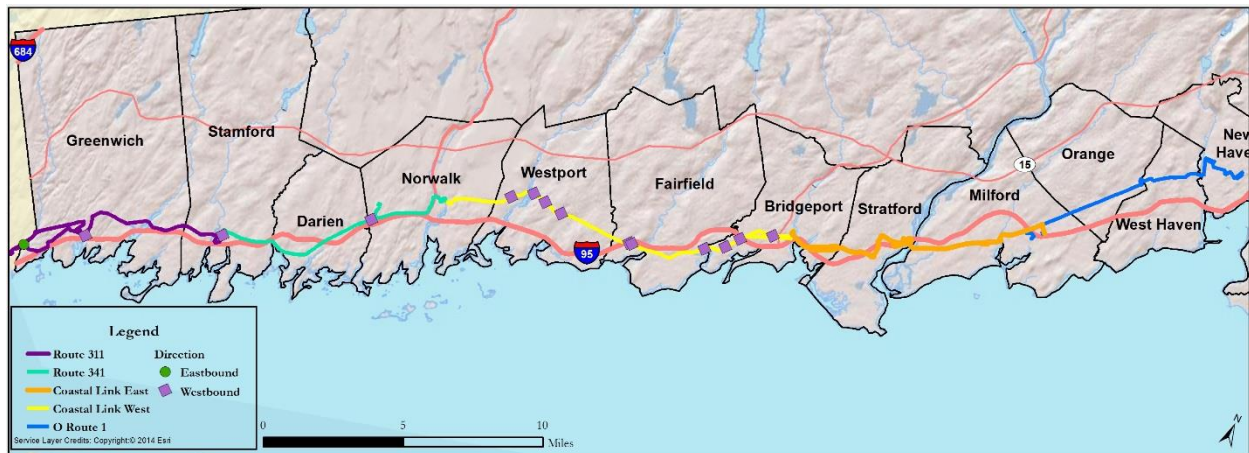 684
Greenwich
Stamford
Darien
Norwalk
Westport
Fairfield
95
Bridgeport
Stratford
Milford
15
Orange
West Haven
New
Haven
Legend
Route 311
Route 341
Coastal Link East
Coastal Link West
O Route 1
Direction
Eastbound
Westbound
Service Layer Credits: Copyright:© 2014 Esri
0 5 10
Miles
N